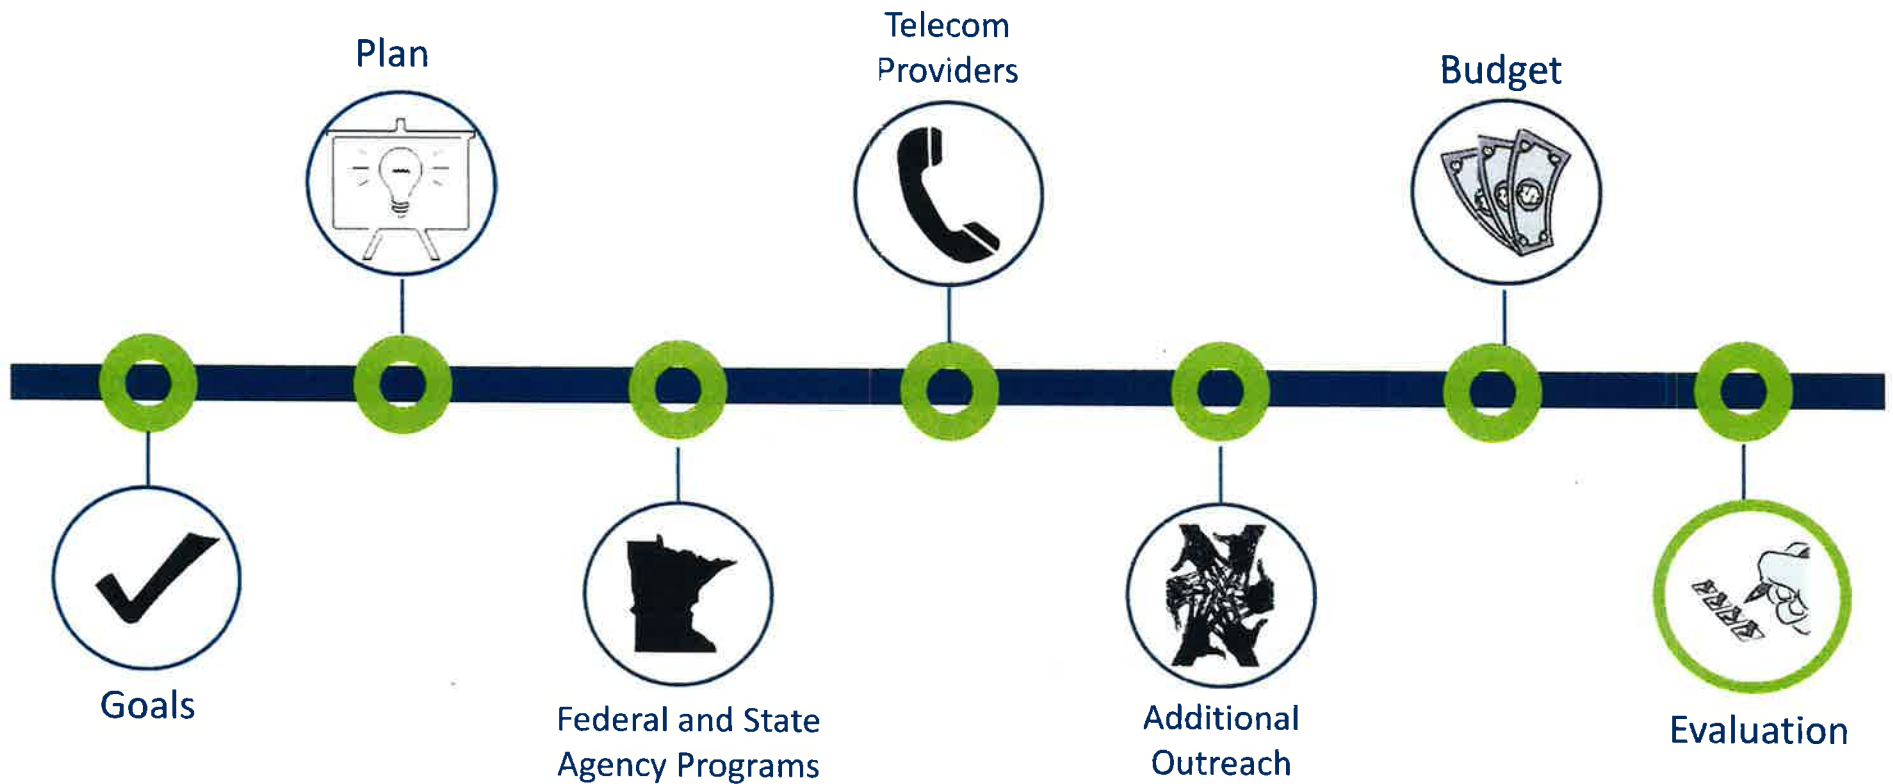 Goals
Plan
Federal and State
Agency Programs
Telecom
Providers
Additional
Outreach
Budget
Evaluation